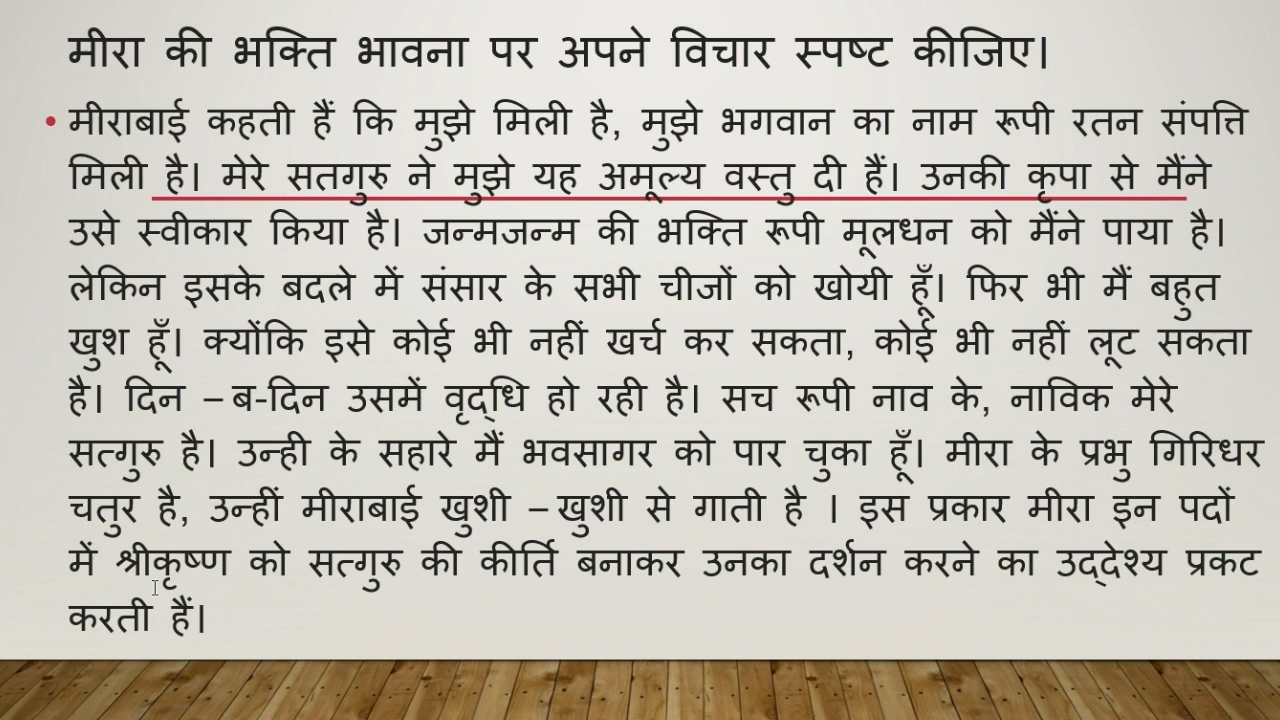 मीरा की भक्ति भावना पर अपने विचार स्पष्ट कीजिए।
• मीराबाई कहती हैं कि मुझे मिली है, मुझे भगवान का नाम रूपी रतन संपत्ति
मिली है। मेरे सतगुरु ने मुझे यह अमूल्य वस्तु दी हैं। उनकी कृपा से मैंने
उसे स्वीकार किया है। जन्मजन्म की भक्ति रूपी मूलधन को मैंने पाया है।
लेकिन इसके बदले में संसार के सभी चीजों को खोयी हूँ। फिर भी मैं बहुत
खुश हूँ। क्योंकि इसे कोई भी नहीं खर्च कर सकता, कोई भी नहीं लूट सकता
है। दिन – ब-दिन उसमें वृद्‌धि हो रही है। सच रूपी नाव के, नाविक मेरे
सत्गुरु है। उन्ही के सहारे मैं भवसागर को पार चुका हूँ। मीरा के प्रभु गिरिधर
चतुर है, उन्हीं मीराबाई खुशी – खुशी से गाती है । इस प्रकार मीरा इन पदों
में श्रीकृष्ण को सत्गुरु की कीर्ति बनाकर उनका दर्शन करने का उद्‌देश्य प्रकट
करती हैं।